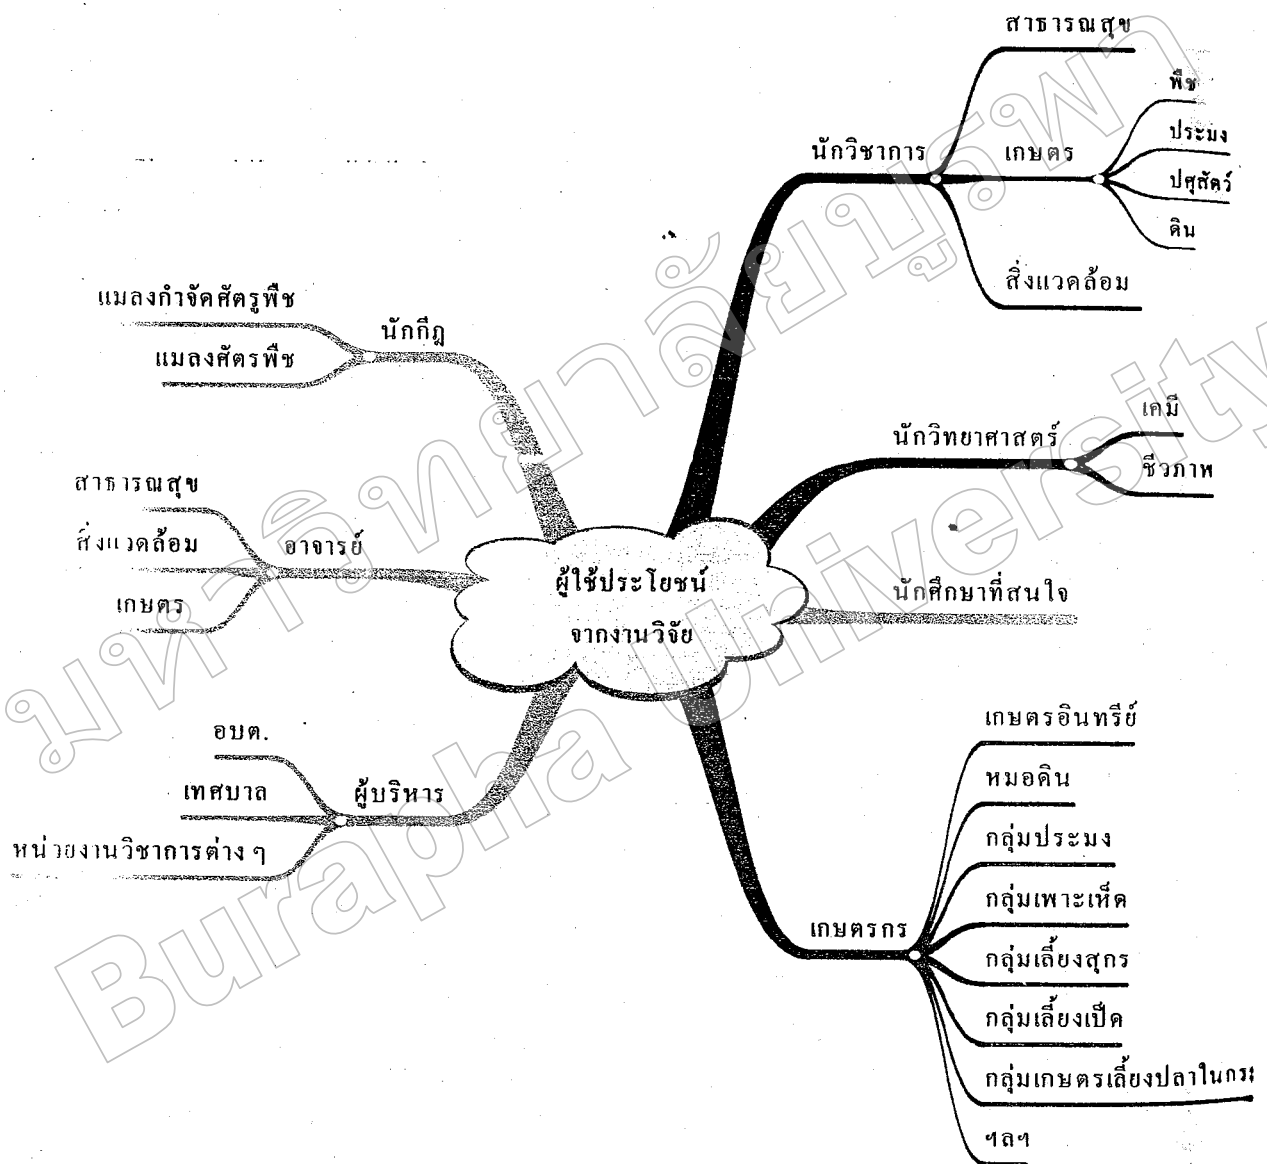 สาธารณสุข
พืช
ประมง
นักวิชาการ
เกษตร
ปศุสัตว์
ดิน
สิ่งแวดล้อม
แมลงกำจัดศัตรูพืช
นักกีฏ
แมลงศัตรพืช
เคมี
นักวิทยาศาสตร์
ชีวภาพ
สาธารณสุข
สิ่งแวดล้อม
อาจารย์
เกษตร
ผู้ใช้ประโยชน์
จากงานวิจัย
นักศึกษาที่สนใจ
อบต.
เทศบาล
ผู้บริหาร
หน่วยงานวิชาการต่าง ๆ
เกษตรอินทรีย์
หมอดิน
กลุ่มประมง
กลุ่มเพาะเห็ด
เกษตรกร
กลุ่มเลี้ยงสุกร
กลุ่มเลี้ยงเป็ด
กลุ่มเกษตรเลี้ยงปลาในกระ
ฯลฯ
มหาวิทยาลัยบูรพา
Burapha University